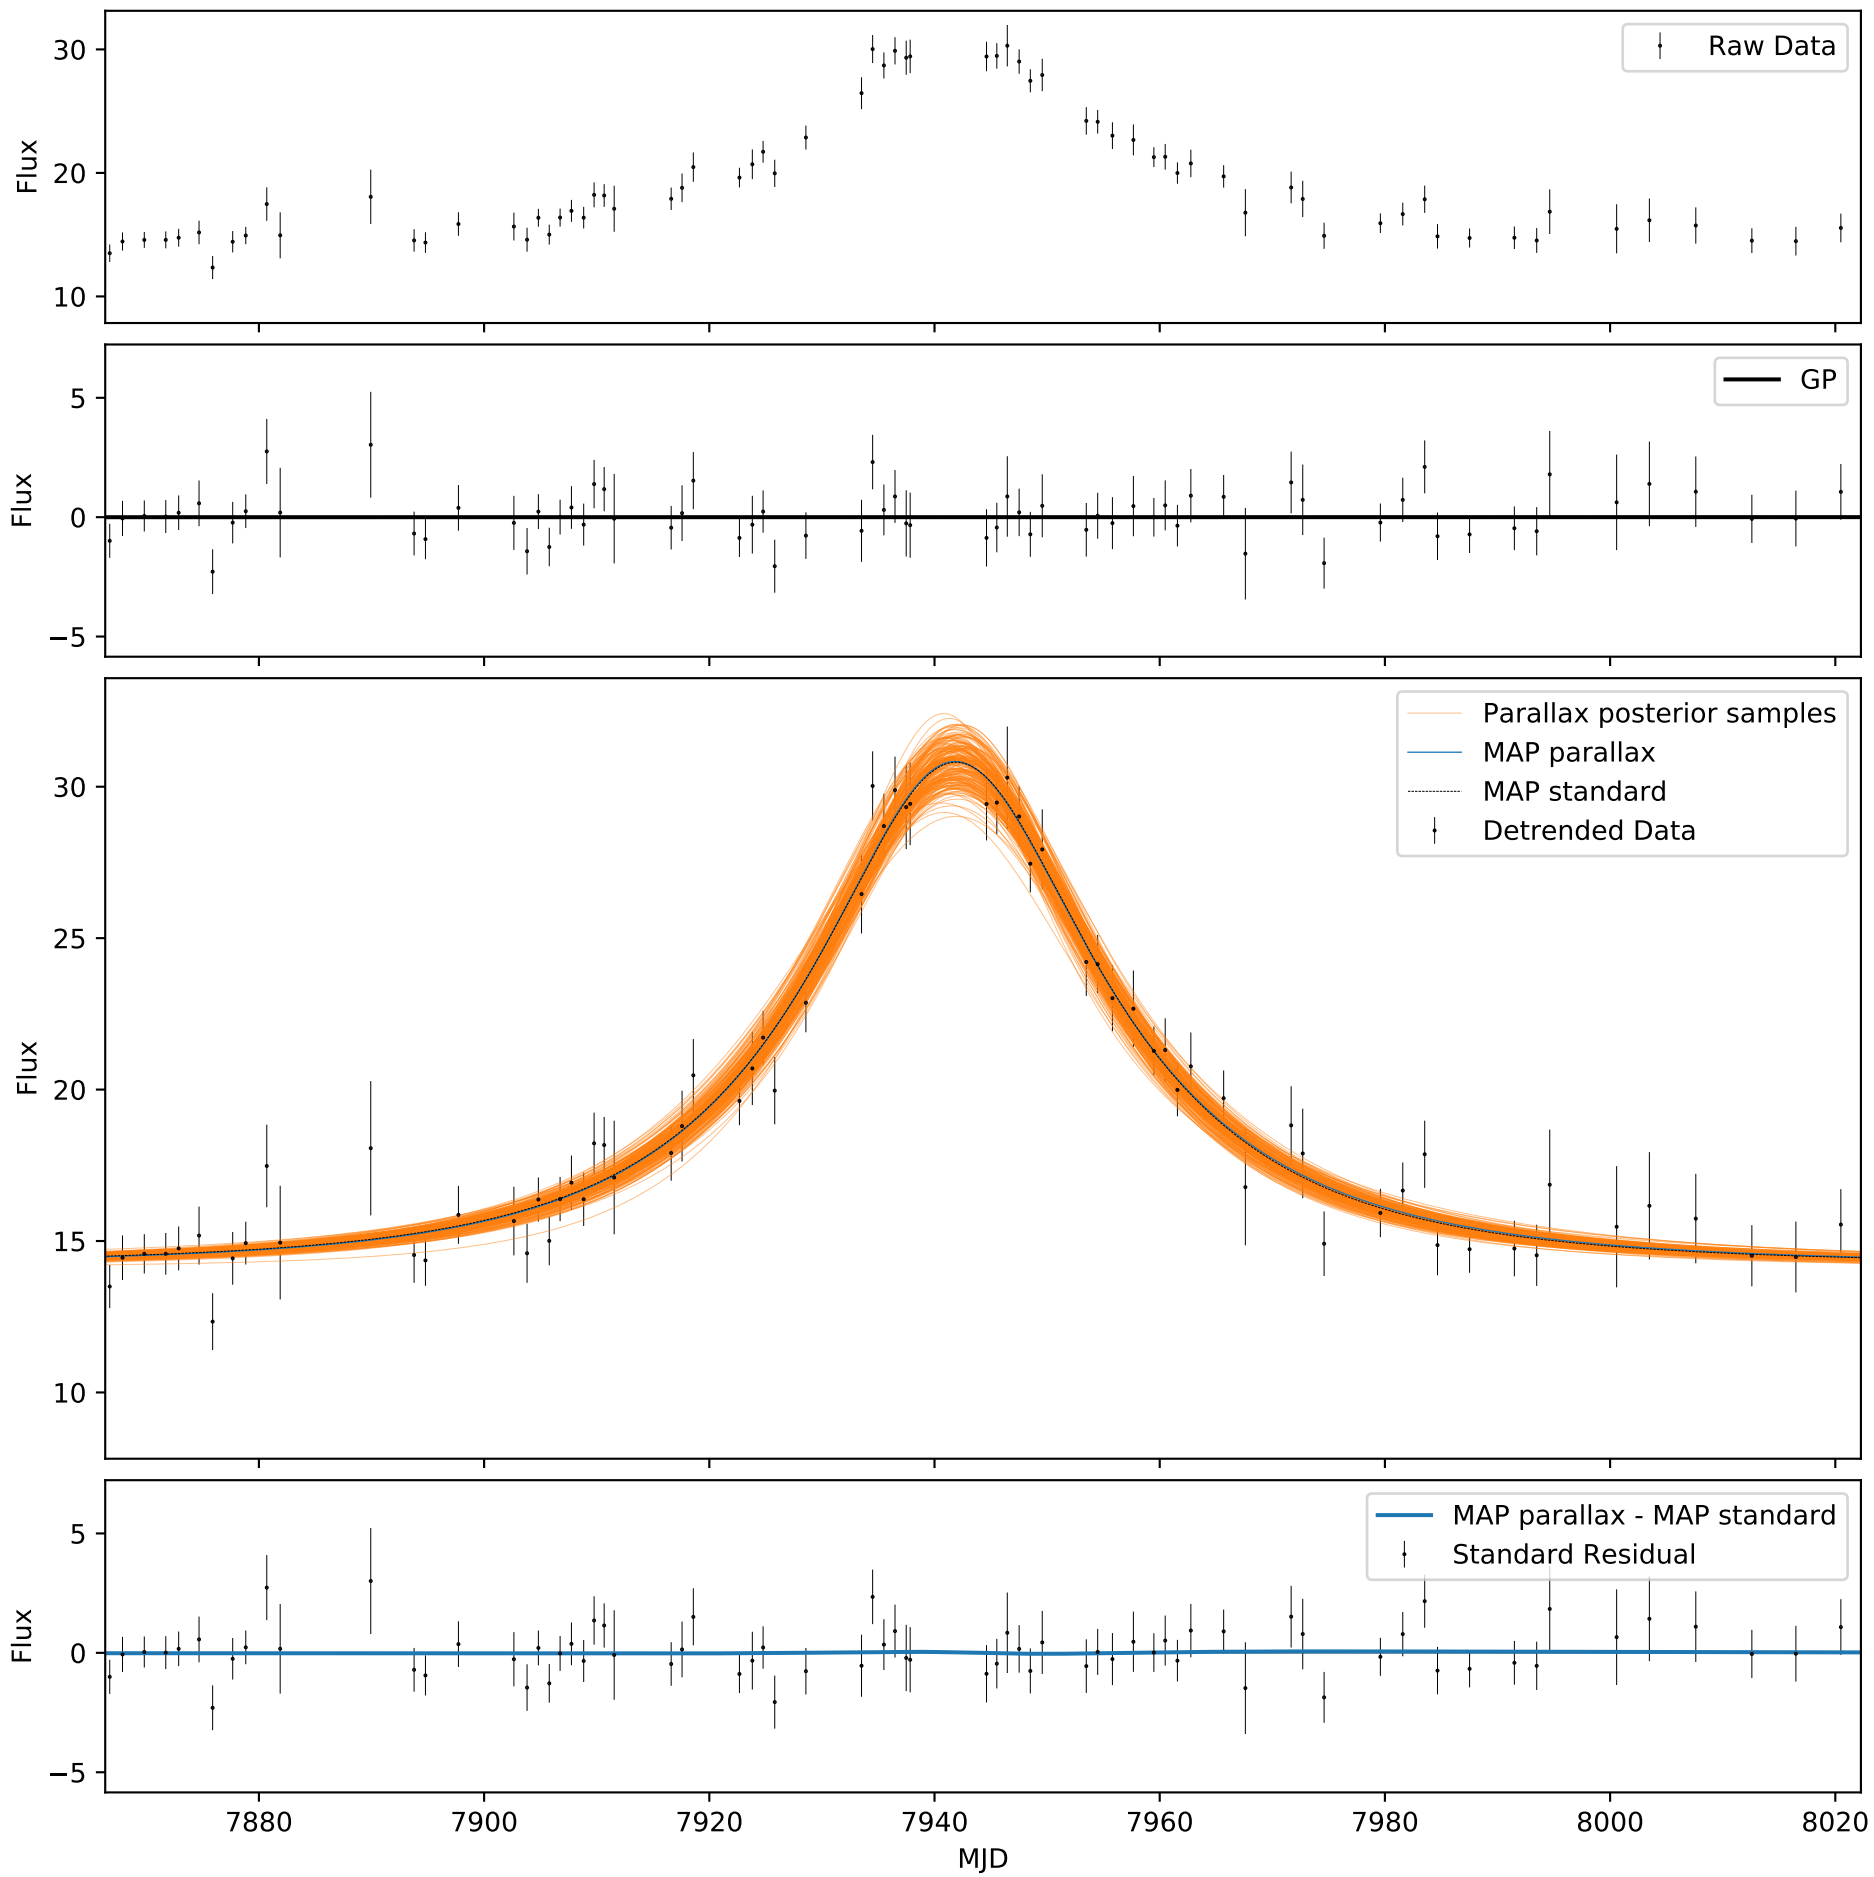 30
20
10
Flux
Raw Data
5
0
−5
Flux
GP
30
25
20
15
10
Flux
Parallax posterior samples
MAP parallax
MAP standard
Detrended Data
5
0
−5
Flux
MAP parallax - MAP standard
Standard Residual
7880 7900 7920 7940 7960 7980 8000 8020
MJD